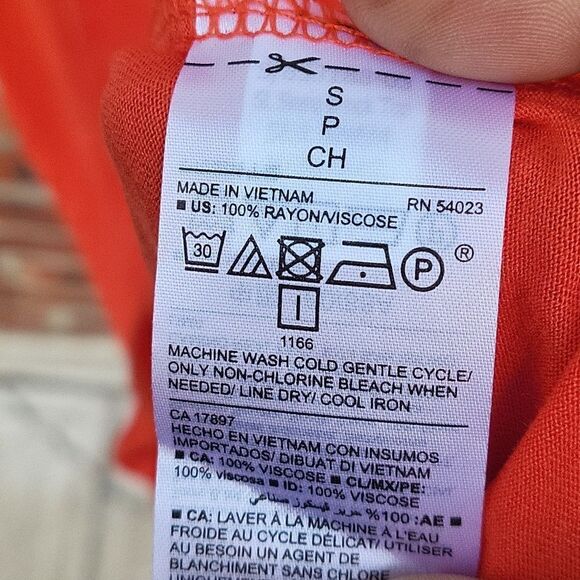 S
P
CH
MADE IN VIETNAM RN 54023
■ US: 100% RAYON/VISCOSE
30 P ®
I
1166
MACHINE WASH COLD GENTLE CYCLE/
ONLY NON-CHLORINE BLEACH WHEN
NEEDED/ LINE DRY/ COOL IRON
CA 17897
HECHO EN VIETNAM CON INSUMOS
IMPORTADOS/ DIBUAT DI VIETNAM
■ CA: 100% VISCOSE ■ CL/MX/PE:
100% viscosa ■ ID: 100% VISCOSE
■ AE: 100%
■ CA: LAVER À LA MACHINE À L'EAU
FROIDE AU CYCLE DÉLICAT/ UTILISER
AU BESOIN UN AGENT DE
BLANCHIMENT SANS CHLORE